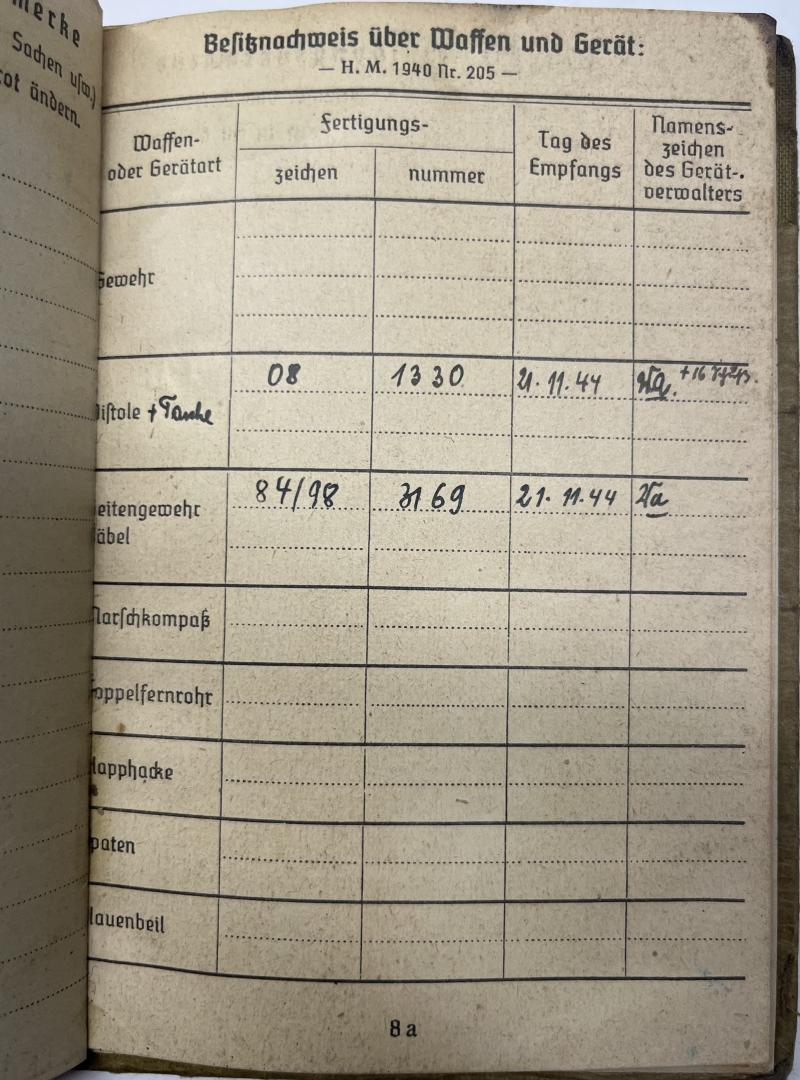 merke
Sachen usw.)
rot ändern.
Besitznachweis über Waffen und Gerät:
— H. M. 1940 Nr. 205 —
Waffen-
oder Gerätart
Fertigungs-
zeichen
nummer
Tag des
Empfangs
Namens-
zeichen
des Gerät-
verwalters
Gewehr
Pistole + Tasche 08 1330 21.11.44
eitengewehr 84/98 3169 21.11.44
äbel
Marschkompaß
oppelfernrohr
lapphacke
paten
lauenbeil
8a